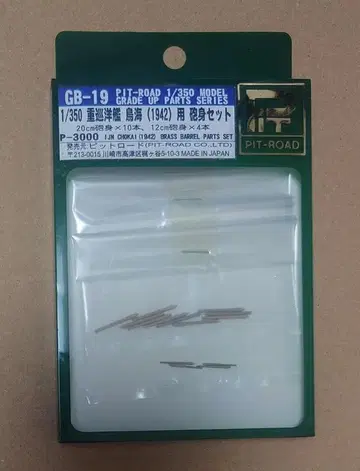 GB-19 PIT-ROAD 1/350 MODEL
GRADE UP PARTS SERIES
1/350 重巡洋艦 鳥海 (1942) 用 砲身セット
20cm砲身×10本、12cm砲身×4本
P-3000 IJN CHOKAI(1942) BRASS BARREL PARTS SET
発売元:ピットロード(PIT-ROAD CO.,LTD)
〒213-0015 川崎市高津区梶ヶ谷5-10-3 MADE IN JAPAN
PIT-ROAD